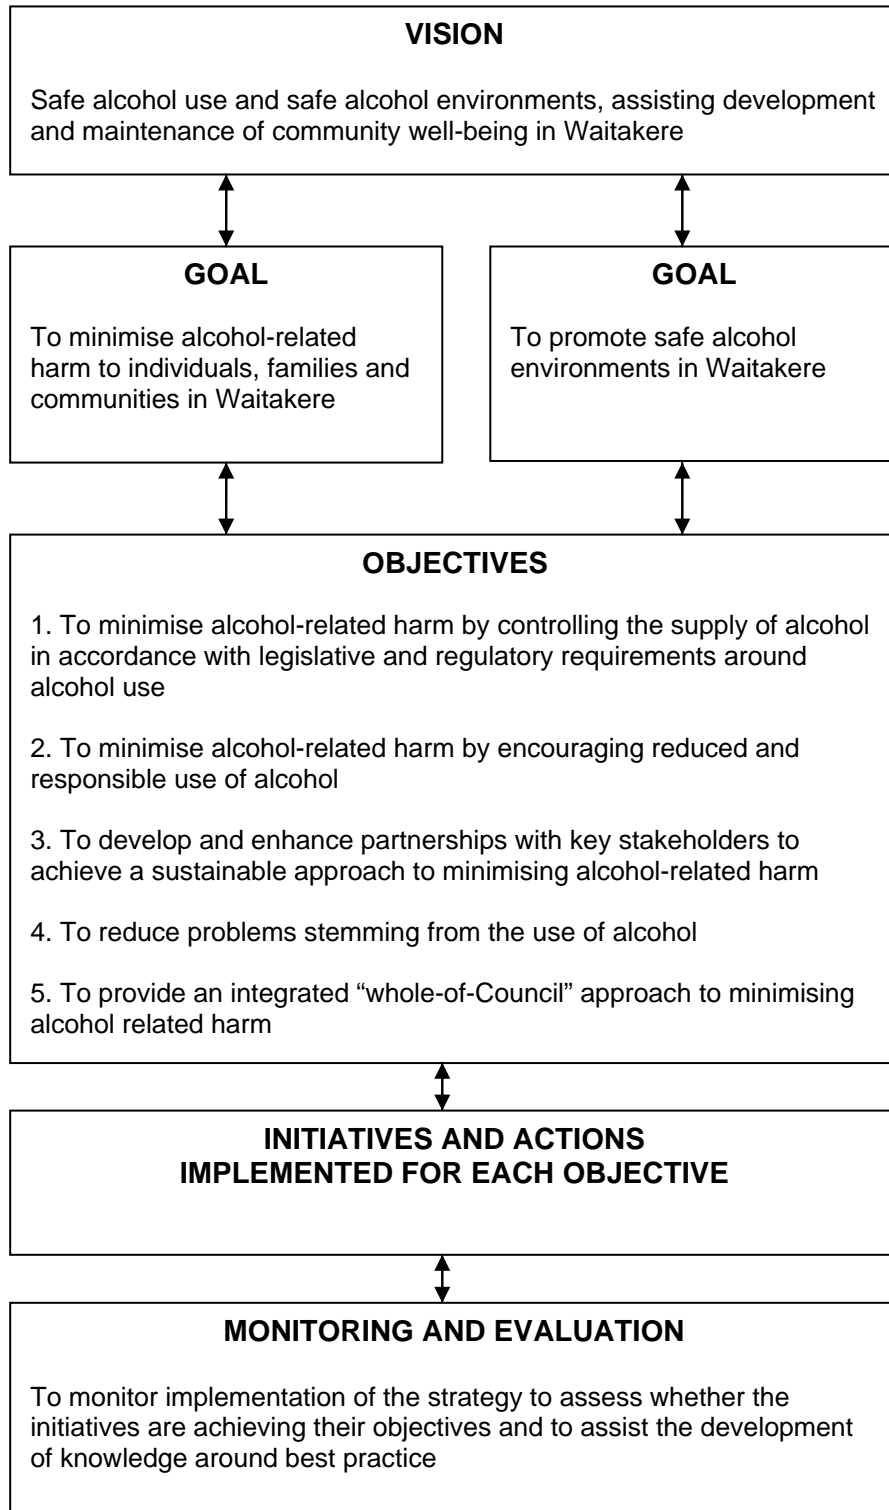 VISION
Safe alcohol use and safe alcohol environments, assisting development
and maintenance of community well-being in Waitakere
GOAL
To minimise alcohol-related
harm to individuals, families and
communities in Waitakere
GOAL
To promote safe alcohol
environments in Waitakere
OBJECTIVES
1. To minimise alcohol-related harm by controlling the supply of alcohol
in accordance with legislative and regulatory requirements around
alcohol use
2. To minimise alcohol-related harm by encouraging reduced and
responsible use of alcohol
3. To develop and enhance partnerships with key stakeholders to
achieve a sustainable approach to minimising alcohol-related harm
4. To reduce problems stemming from the use of alcohol
5. To provide an integrated “whole-of-Council” approach to minimising
alcohol related harm
INITIATIVES AND ACTIONS
IMPLEMENTED FOR EACH OBJECTIVE
MONITORING AND EVALUATION
To monitor implementation of the strategy to assess whether the
initiatives are achieving their objectives and to assist the development
of knowledge around best practice